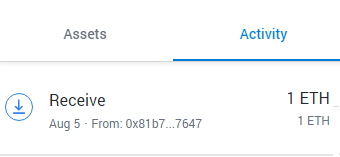 Assets Activity
Receive 1 ETH
Aug 5 · From: 0x81b7...7647 1 ETH